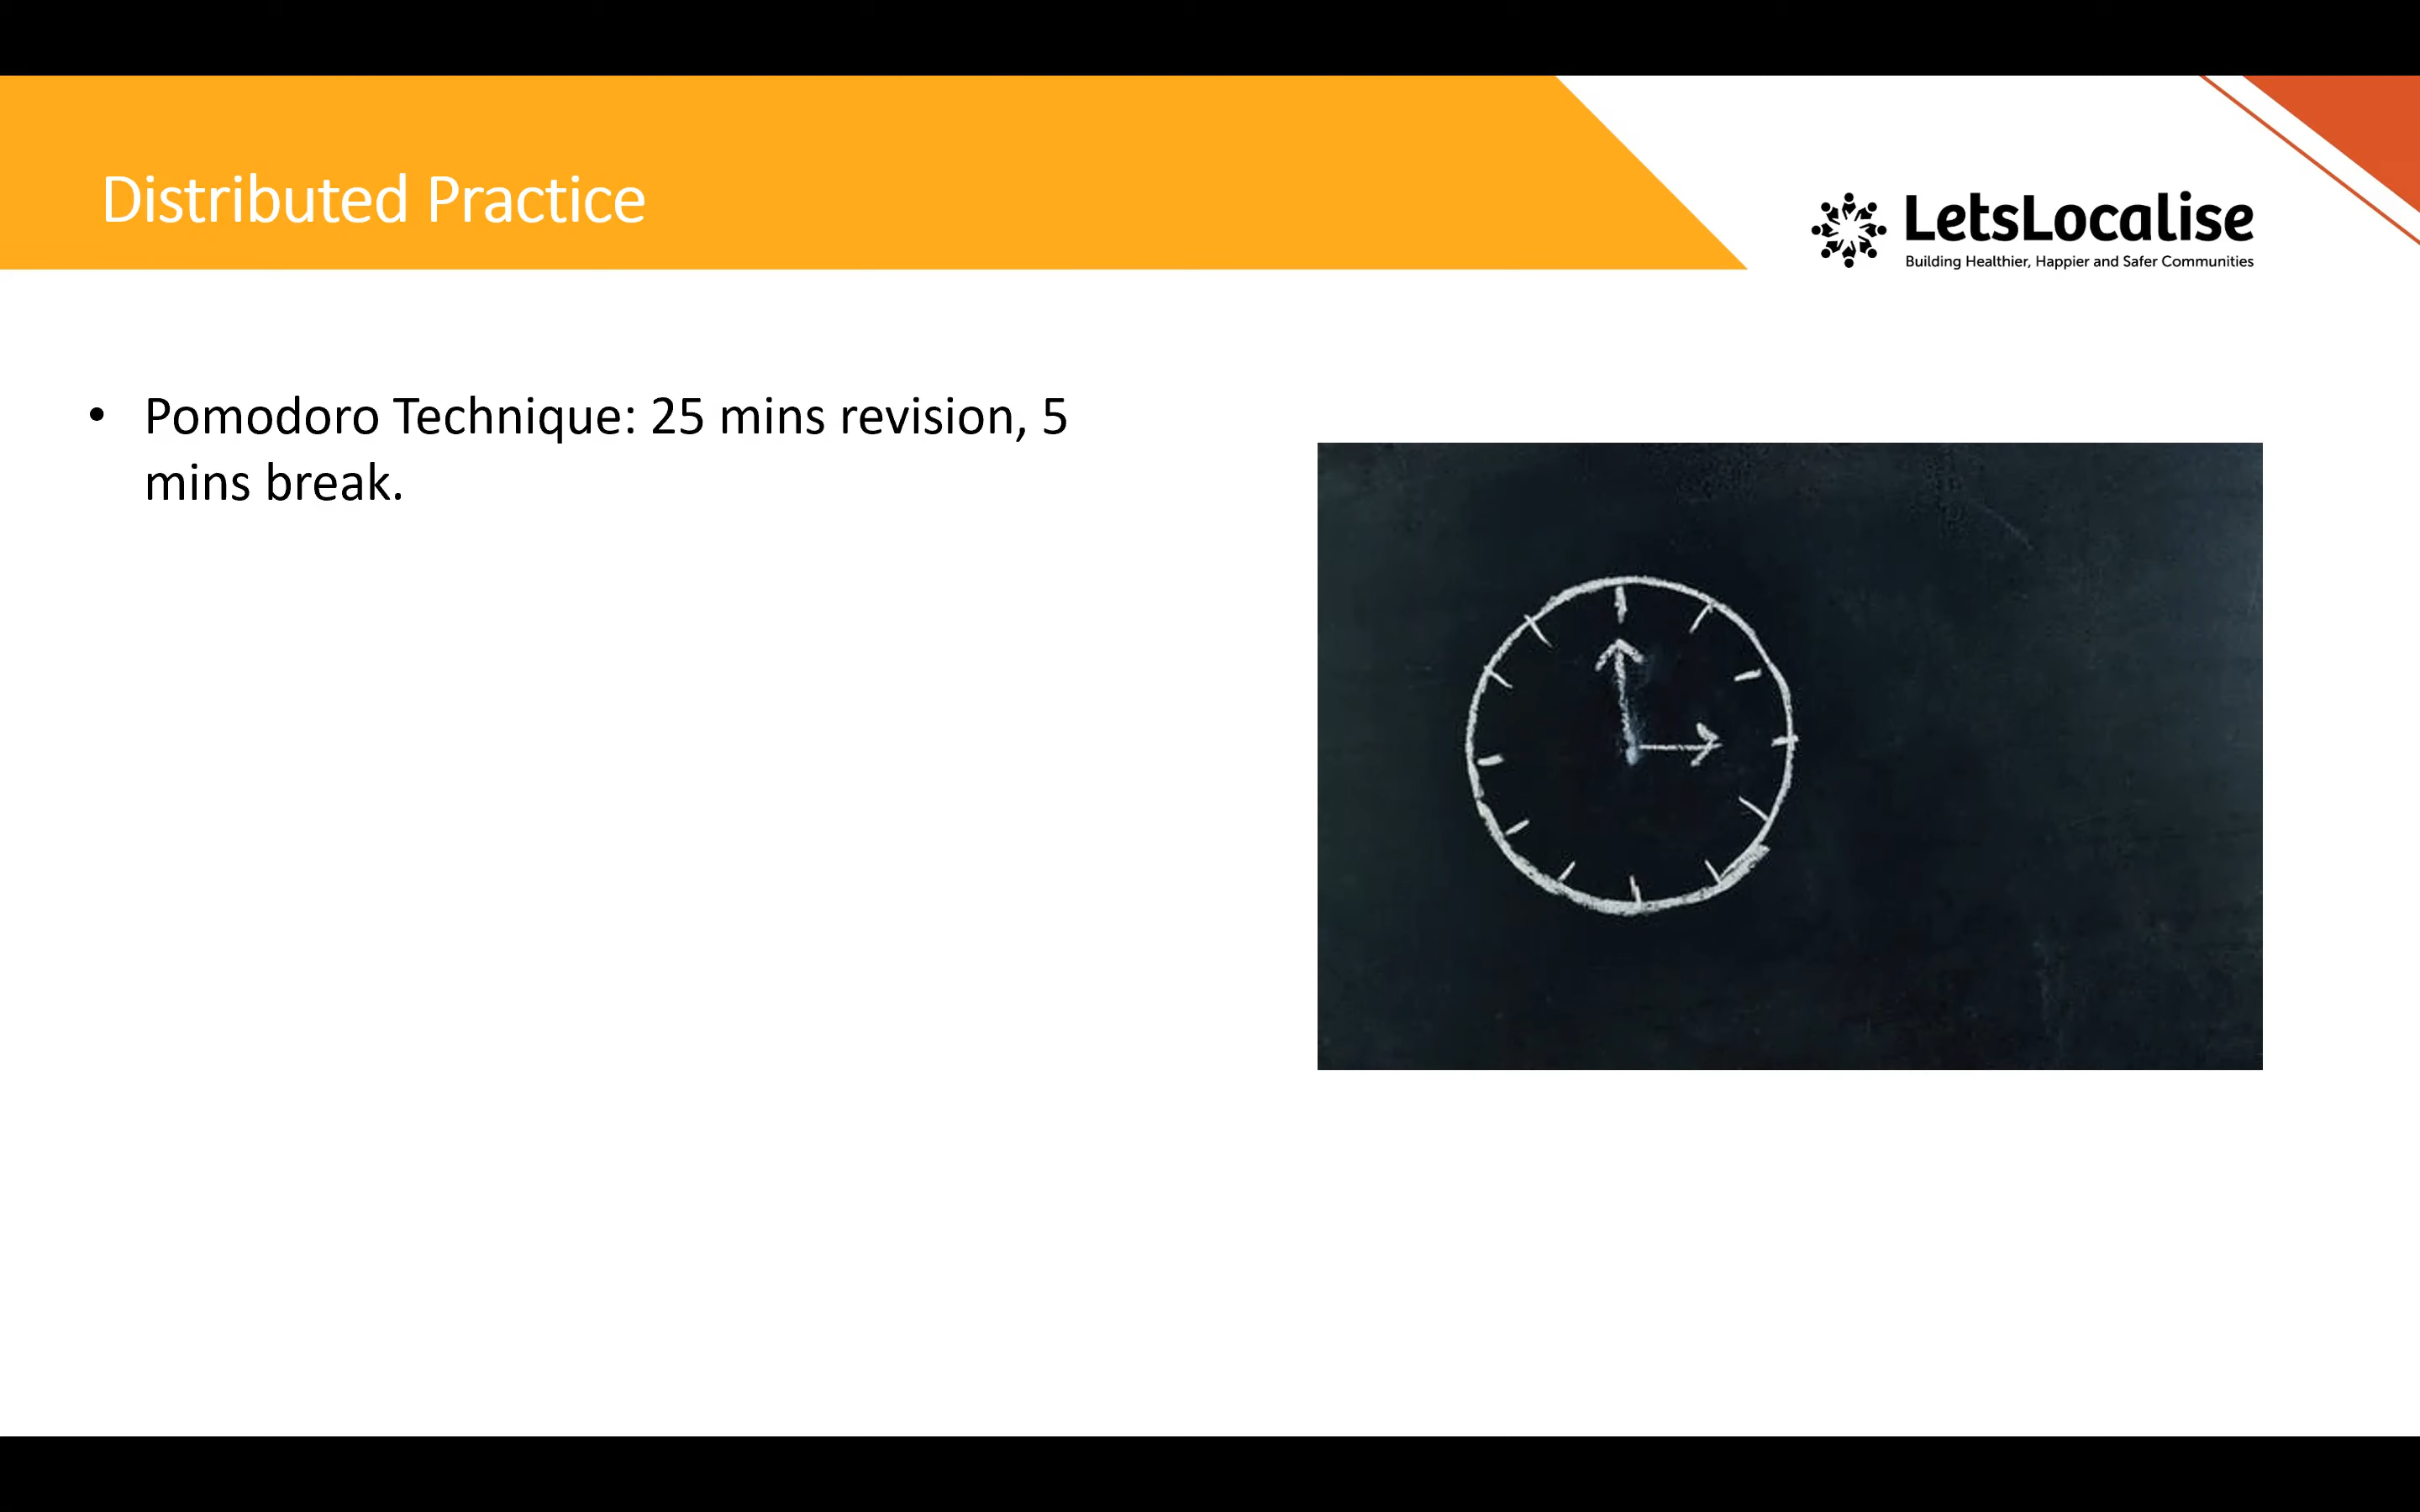 Distributed Practice
LetsLocalise
Building Healthier, Happier and Safer Communities
• Pomodoro Technique: 25 mins revision, 5
mins break.